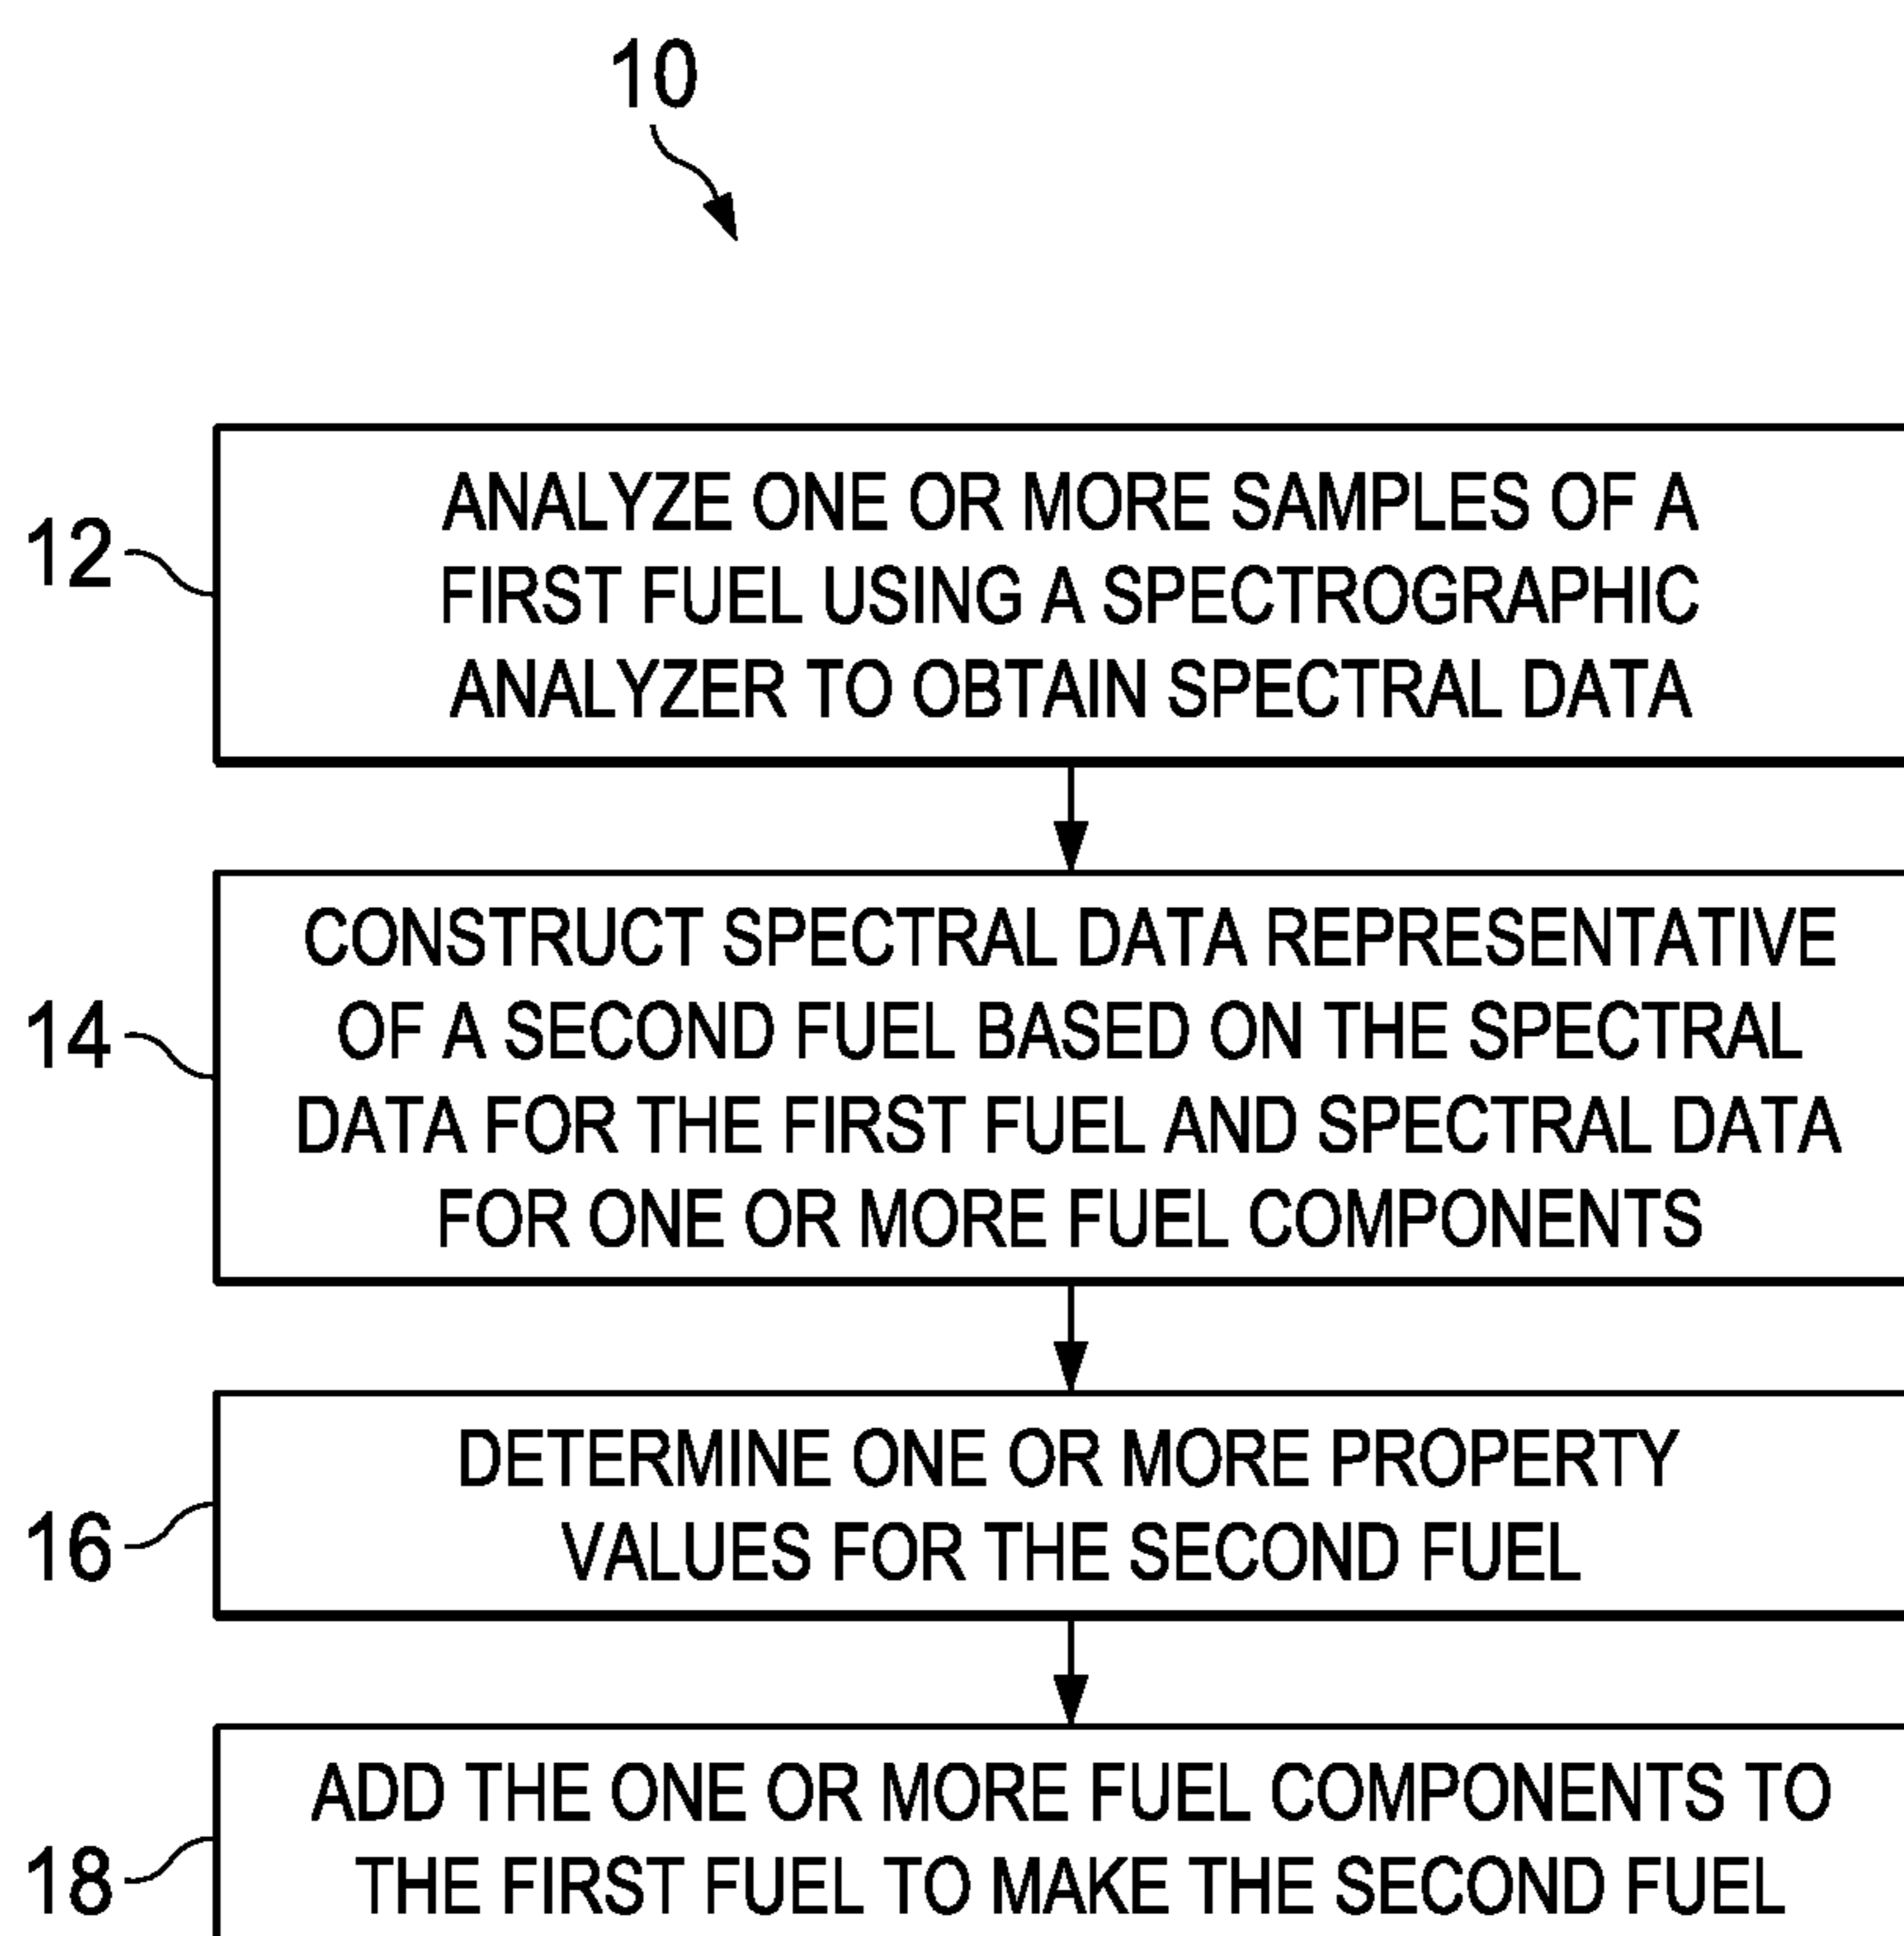 10
12
ANALYZE ONE OR MORE SAMPLES OF A
FIRST FUEL USING A SPECTROGRAPHIC
ANALYZER TO OBTAIN SPECTRAL DATA
14
CONSTRUCT SPECTRAL DATA REPRESENTATIVE
OF A SECOND FUEL BASED ON THE SPECTRAL
DATA FOR THE FIRST FUEL AND SPECTRAL DATA
FOR ONE OR MORE FUEL COMPONENTS
16
DETERMINE ONE OR MORE PROPERTY
VALUES FOR THE SECOND FUEL
18
ADD THE ONE OR MORE FUEL COMPONENTS TO
THE FIRST FUEL TO MAKE THE SECOND FUEL